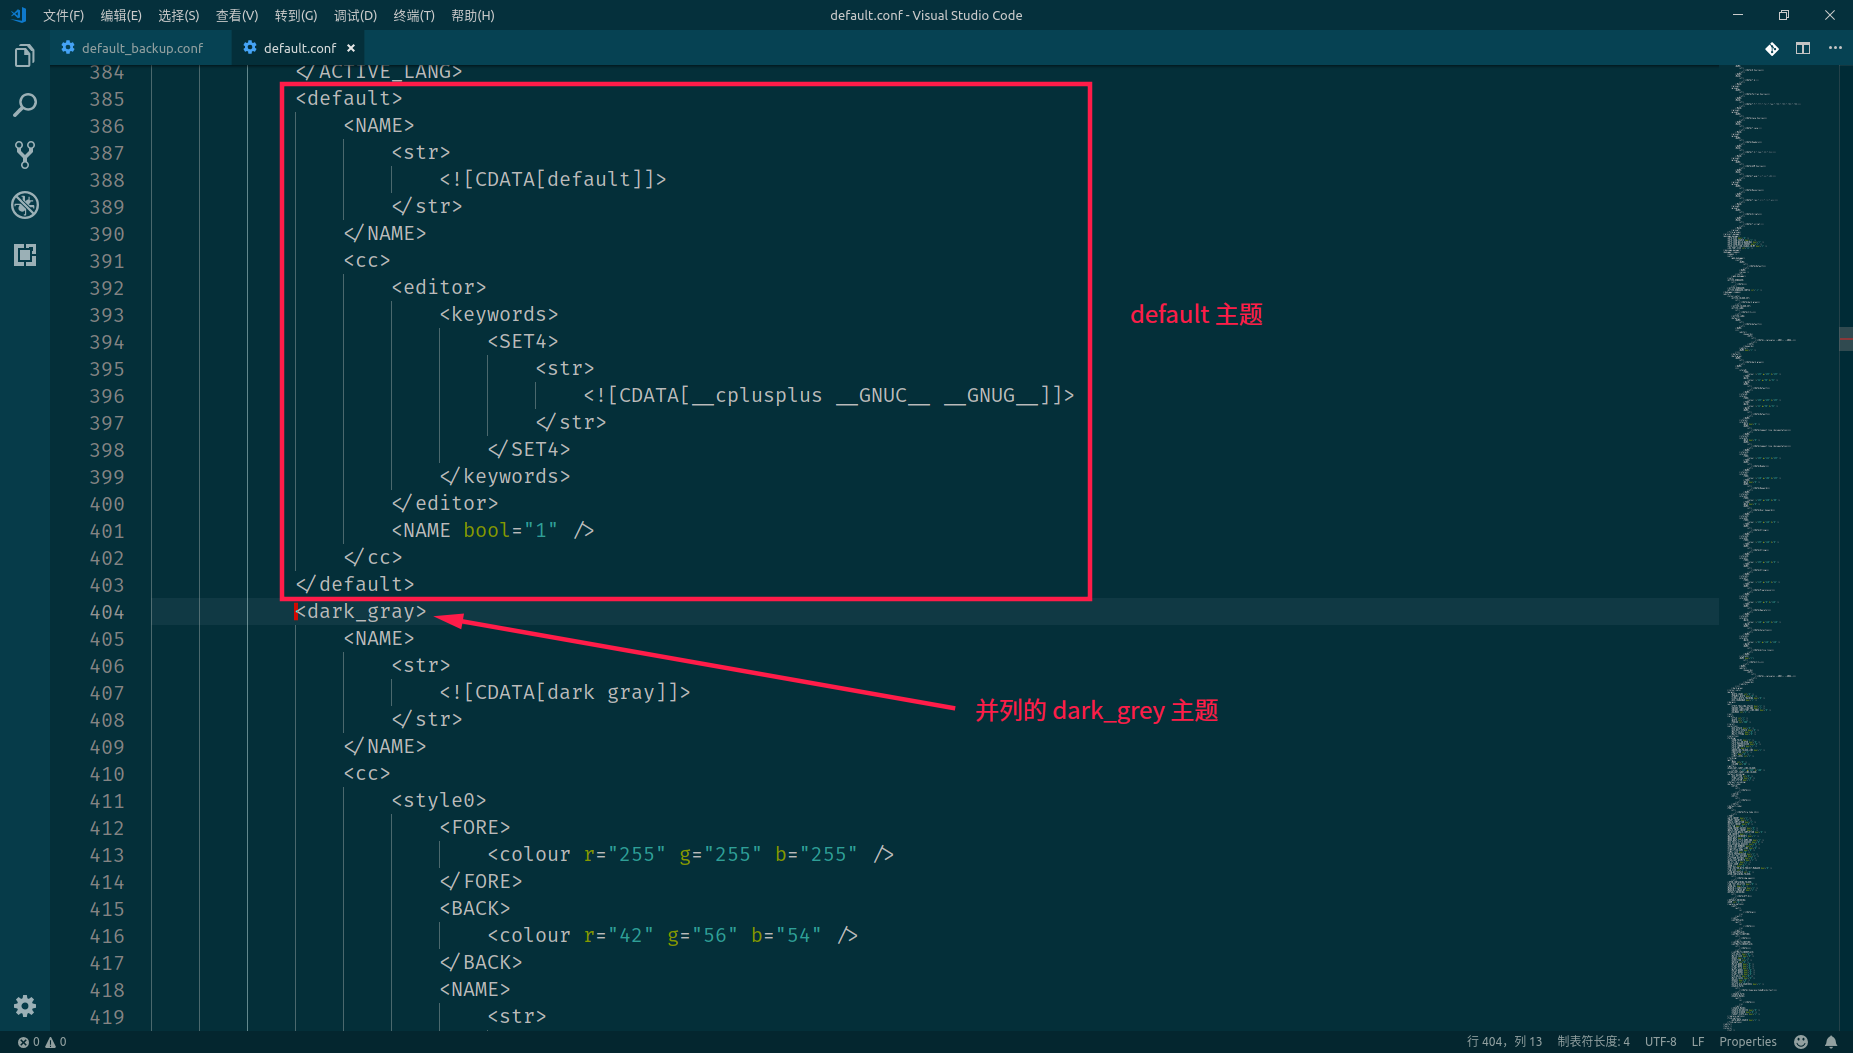 文件(F) 编辑(E) 选择(S) 查看(V) 转到(G) 调试(D) 终端(T) 帮助(H) default.conf - Visual Studio Code
default_backup.conf default.conf
384 </ACTIVE_LANG>
385 <default>
386 <NAME>
387 <str>
388 <![CDATA[default]]>
389 </str>
390 </NAME>
391 <cc>
392 <editor>
393 <keywords>
394 <SET4>
395 <str>
396 <![CDATA[__cplusplus __GNUC__ __GNUG__]]>
397 </str>
398 </SET4>
399 </keywords>
400 </editor>
401 <NAME bool="1" />
402 </cc>
403 </default>
404 <dark_gray>
405 <NAME>
406 <str>
407 <![CDATA[dark gray]]>
408 </str>
409 </NAME>
410 <cc>
411 <style0>
412 <FORE>
413 <colour r="255" g="255" b="255" />
414 </FORE>
415 <BACK>
416 <colour r="42" g="56" b="54" />
417 </BACK>
418 <NAME>
419 <str>
default 主题
并列的 dark_grey 主题
0 0 行 404，列 13 制表符长度: 4 UTF-8 LF Properties